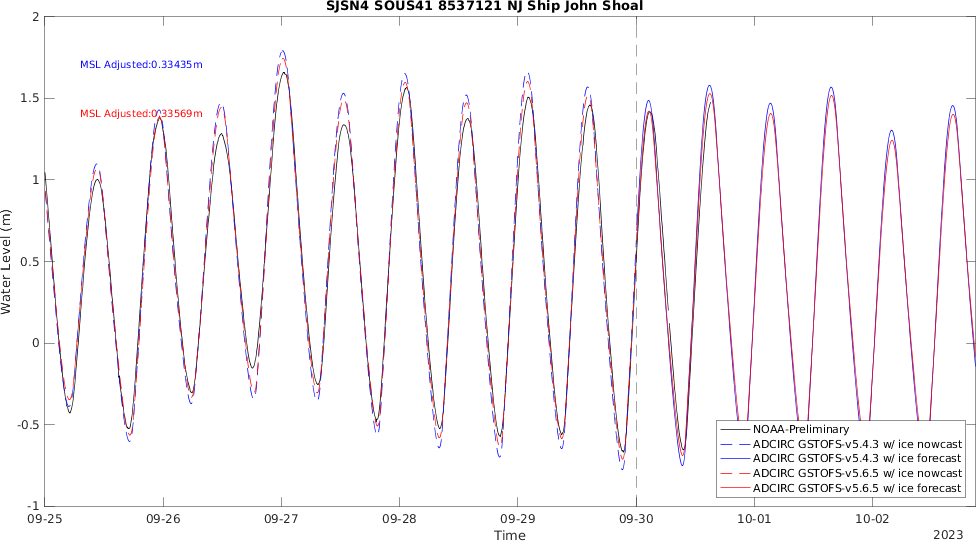 SJSN4 SOUS41 8537121 NJ Ship John Shoal
2
1.5
1
0.5
0
-0.5
-1
Water Level (m)
MSL Adjusted:0.33435m
MSL Adjusted:0.33569m
NOAA-Preliminary
ADCIRC GSTOFS-v5.4.3 w/ ice nowcast
ADCIRC GSTOFS-v5.4.3 w/ ice forecast
ADCIRC GSTOFS-v5.6.5 w/ ice nowcast
ADCIRC GSTOFS-v5.6.5 w/ ice forecast
09-25 09-26 09-27 09-28 09-29 09-30 10-01 10-02
Time
2023